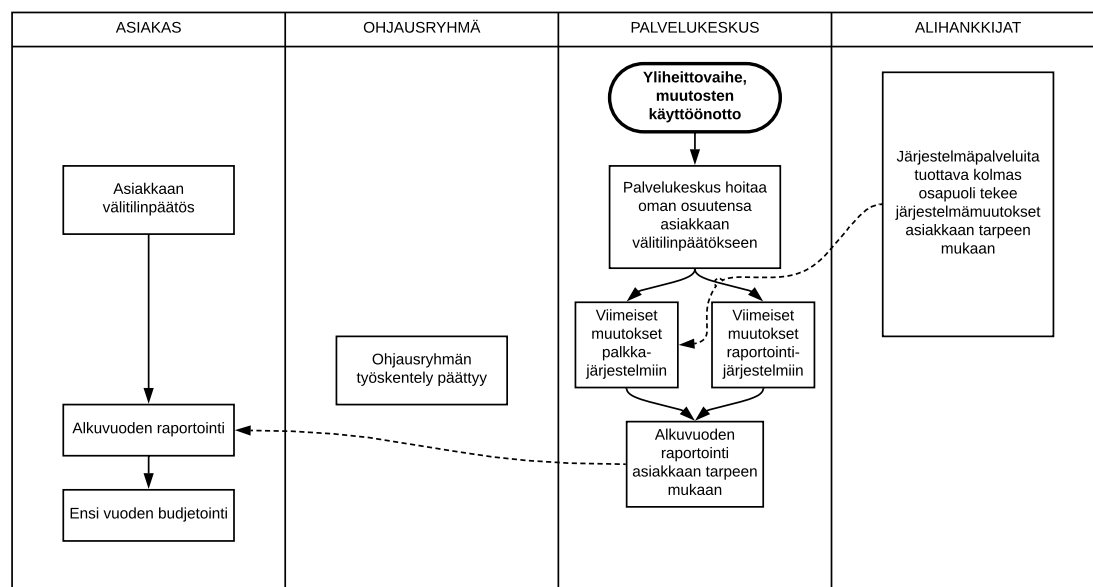 ASIAKAS
OHJAUSRYHMÄ
PALVELUKESKUS
ALIHANKKIJAT
Yliheittovaihe,
muutosten
käyttöönotto
Järjestelmäpalveluita
tuottava kolmas
osapuoli tekee
järjestelmämuutokset
asiakkaan tarpeen
mukaan
Asiakkaan
välitilinpäätös
Palvelukeskus hoitaa
oman osuutensa
asiakkaan
välitilinpäätökseen
Viimeiset
muutokset
palkka-
järjestelmiin
Viimeiset
muutokset
raportointi-
järjestelmiin
Ohjausryhmän
työskentely päättyy
Alkuvuoden raportointi
Alkuvuoden
raportointi
asiakkaan tarpeen
mukaan
Ensi vuoden budjetointi